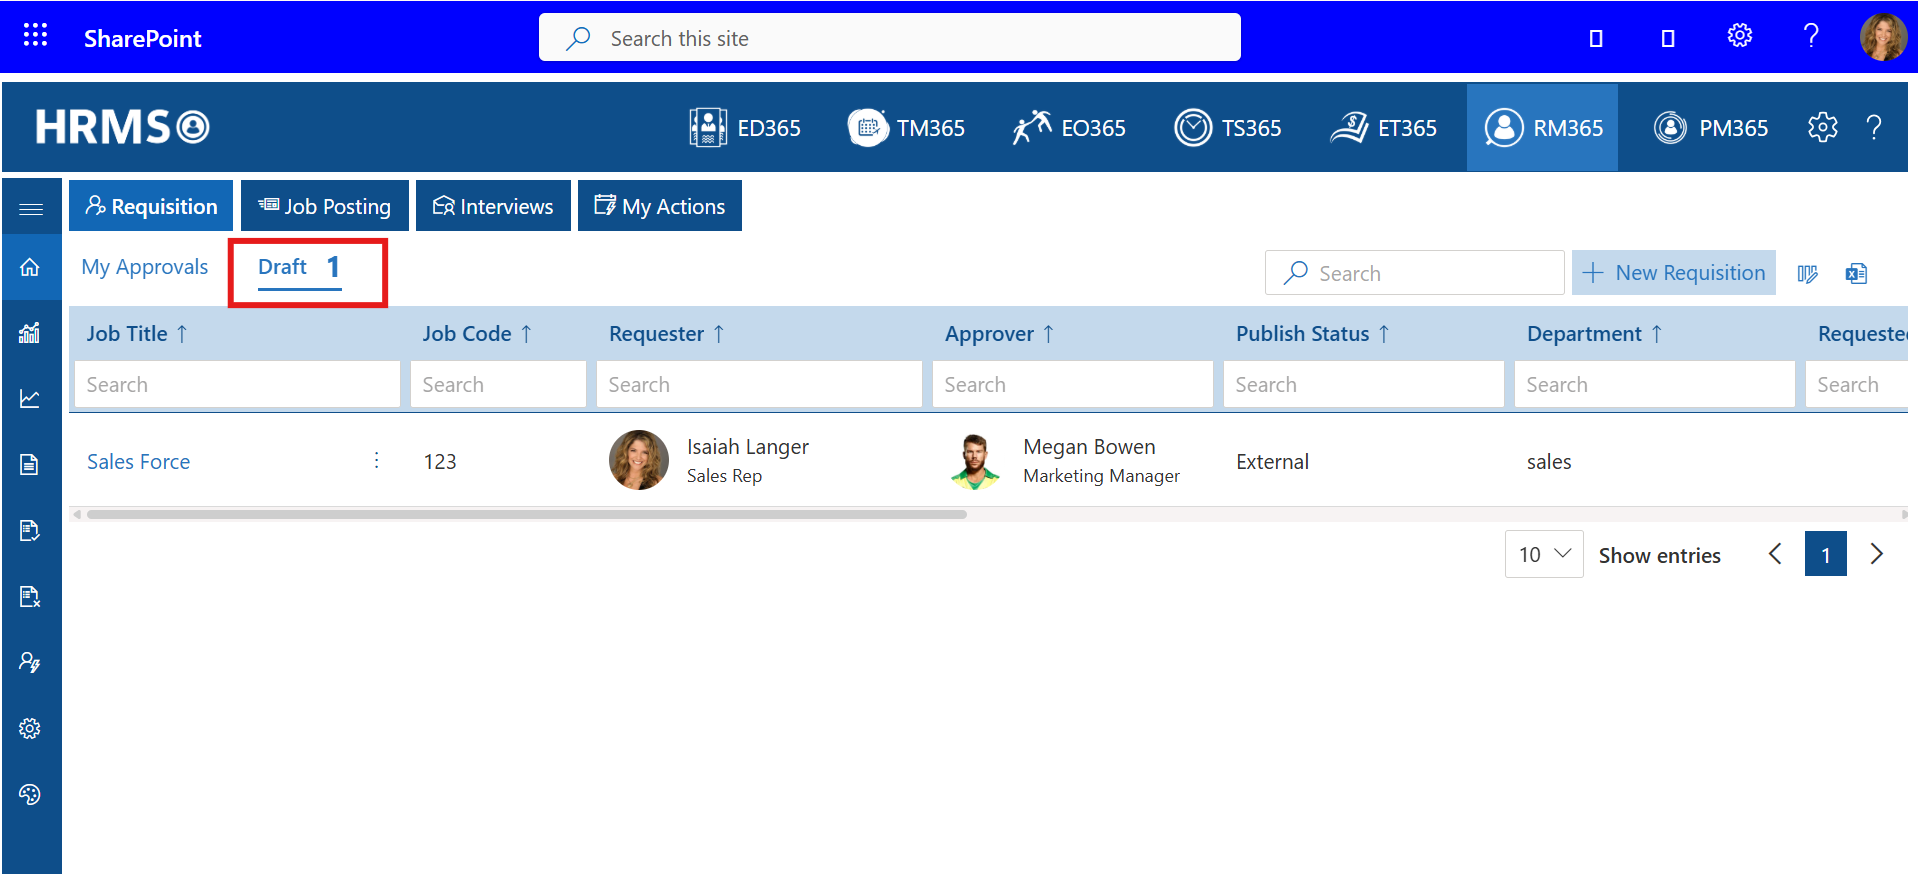 SharePoint
Search this site
HRMS
ED365
TM365
EO365
TS365
ET365
RM365
PM365
Requisition
Job Posting
Interviews
My Actions
My Approvals
Draft 1
Search
New Requisition
Job Title ↑
Job Code ↑
Requester ↑
Approver ↑
Publish Status ↑
Department ↑
Requeste
Search
Search
Search
Search
Search
Search
Search
Sales Force
123
Isaiah Langer
Sales Rep
Megan Bowen
Marketing Manager
External
sales
10
Show entries
1